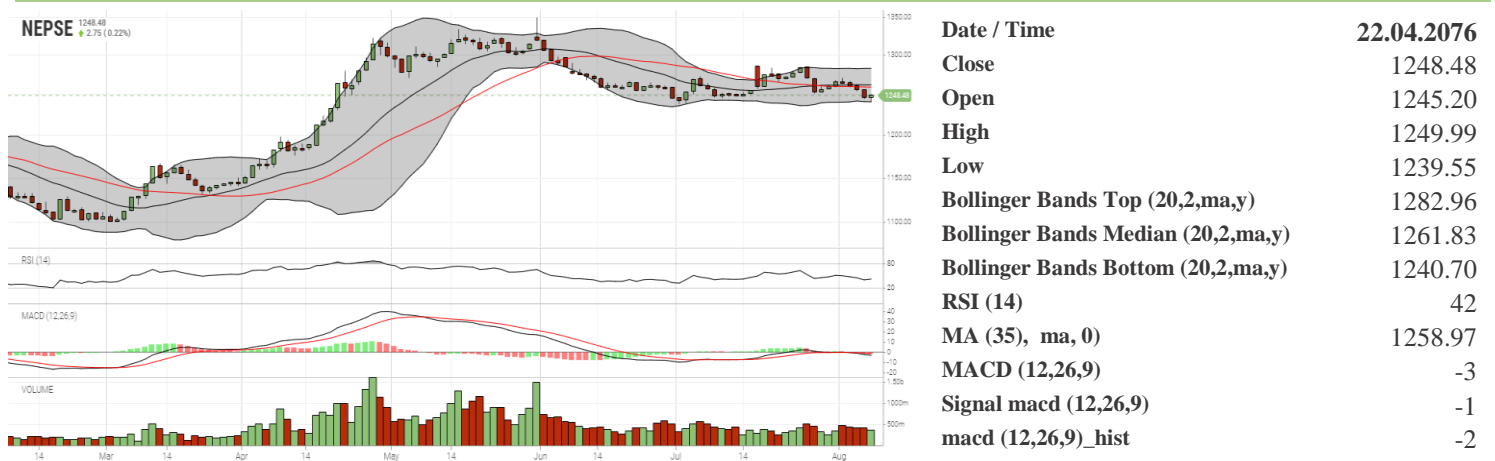 NEPSE 1248.48
2.75 (0.22%)
1350.00
1300.00
1248.48
1200.00
1150.00
1100.00
RSI (14)
80
20
MACD (12,26,9)
40
30
20
10
0
-10
-20
VOLUME
1.50b
1000m
500m
14 Mar 14 Apr 14 May 14 Jun 14 Jul 14 Aug
Date / Time 22.04.2076
Close 1248.48
Open 1245.20
High 1249.99
Low 1239.55
Bollinger Bands Top (20,2,ma,y) 1282.96
Bollinger Bands Median (20,2,ma,y) 1261.83
Bollinger Bands Bottom (20,2,ma,y) 1240.70
RSI (14) 42
MA (35), ma, 0) 1258.97
MACD (12,26,9) -3
Signal macd (12,26,9) -1
macd (12,26,9)_hist -2